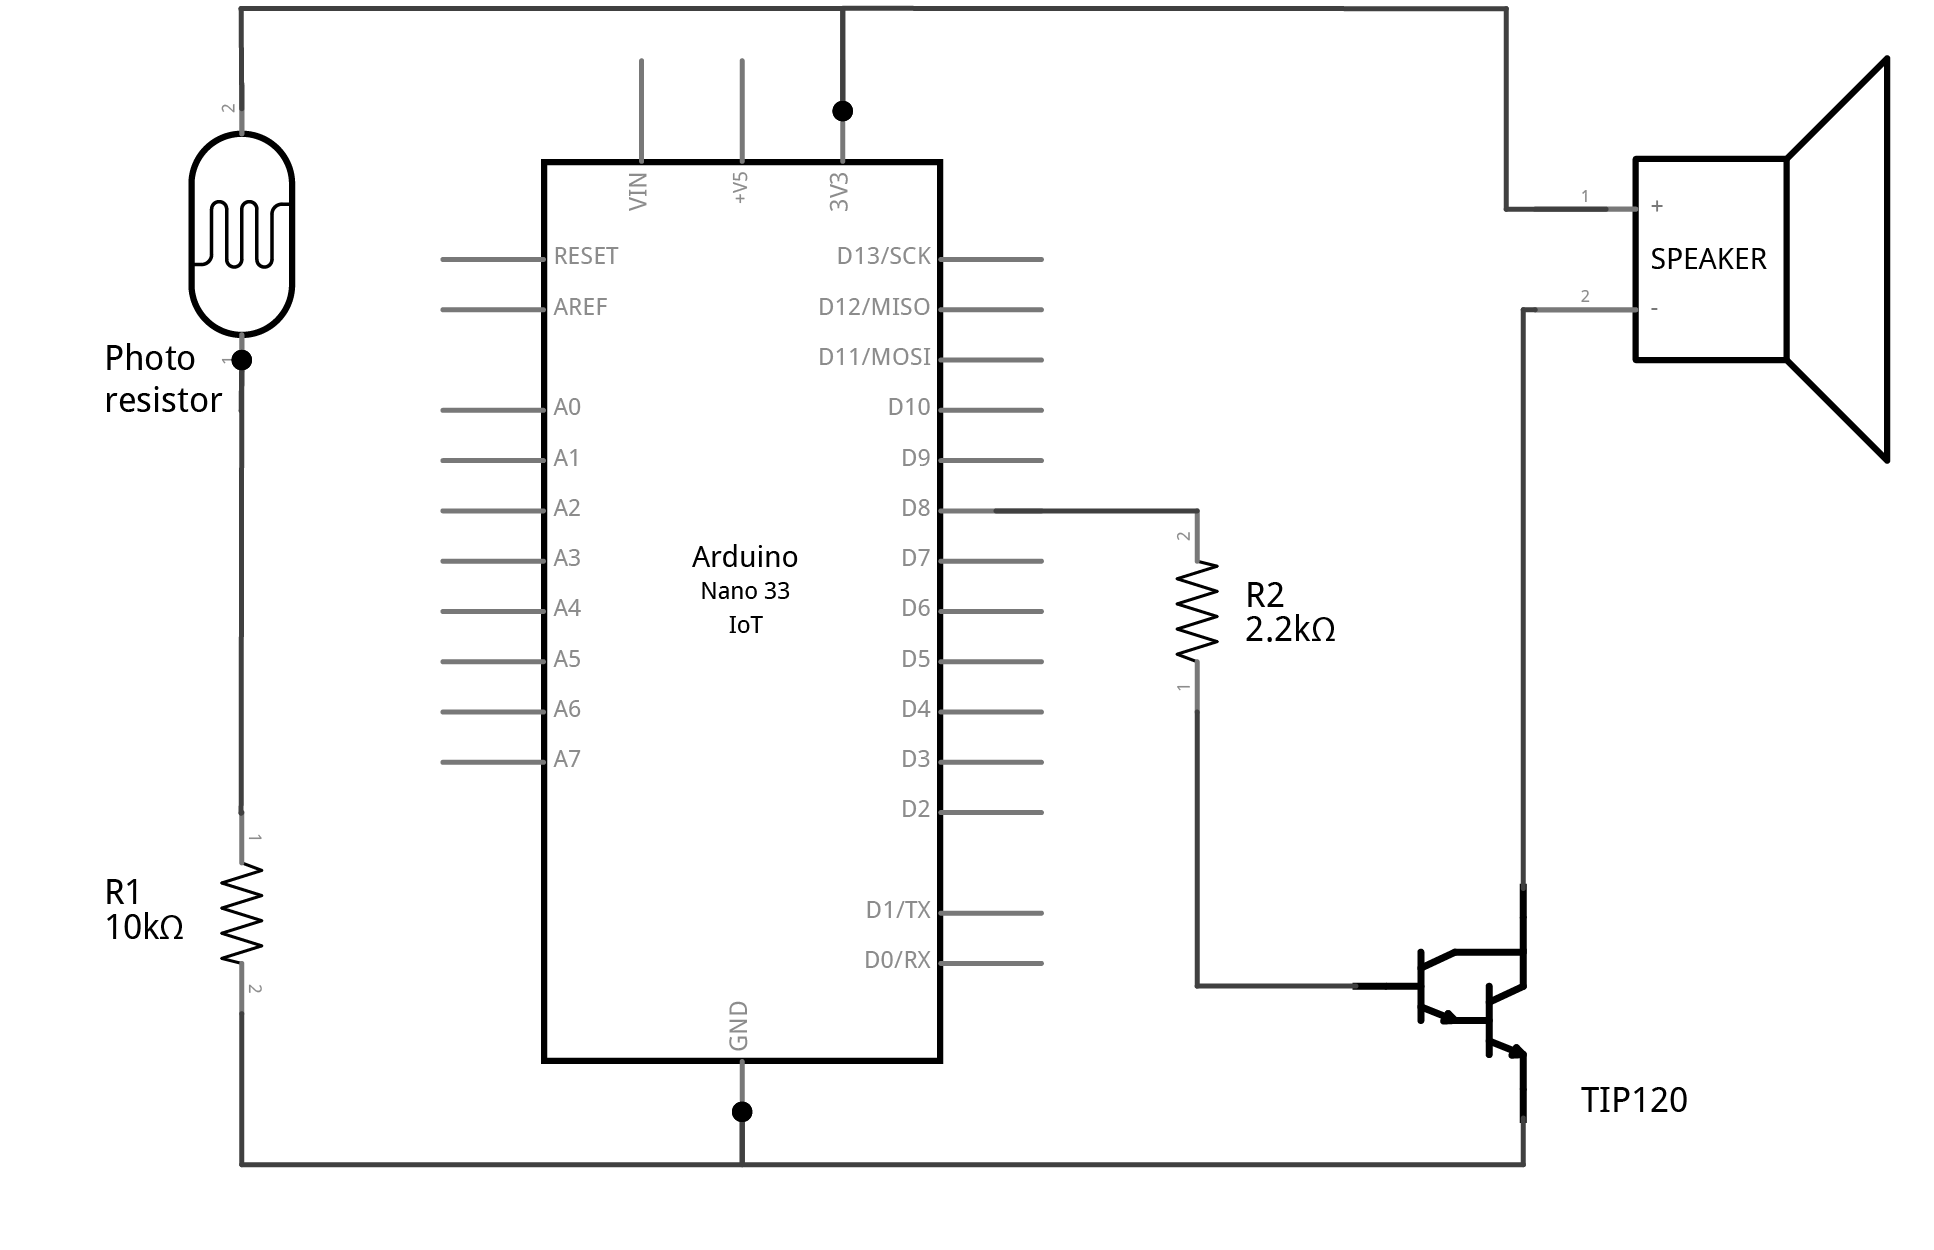 2
VIN
+V5
3V3
1
+
SPEAKER
2
-
RESET
AREF
D13/SCK
D12/MISO
D11/MOSI
1
Photo
resistor
A0
A1
A2
A3
A4
A5
A6
A7
Arduino
Nano 33
IoT
D10
D9
D8
D7
D6
D5
D4
D3
D2
D1/TX
D0/RX
GND
2
R2
2.2kΩ
1
1
R1
10kΩ
2
TIP120